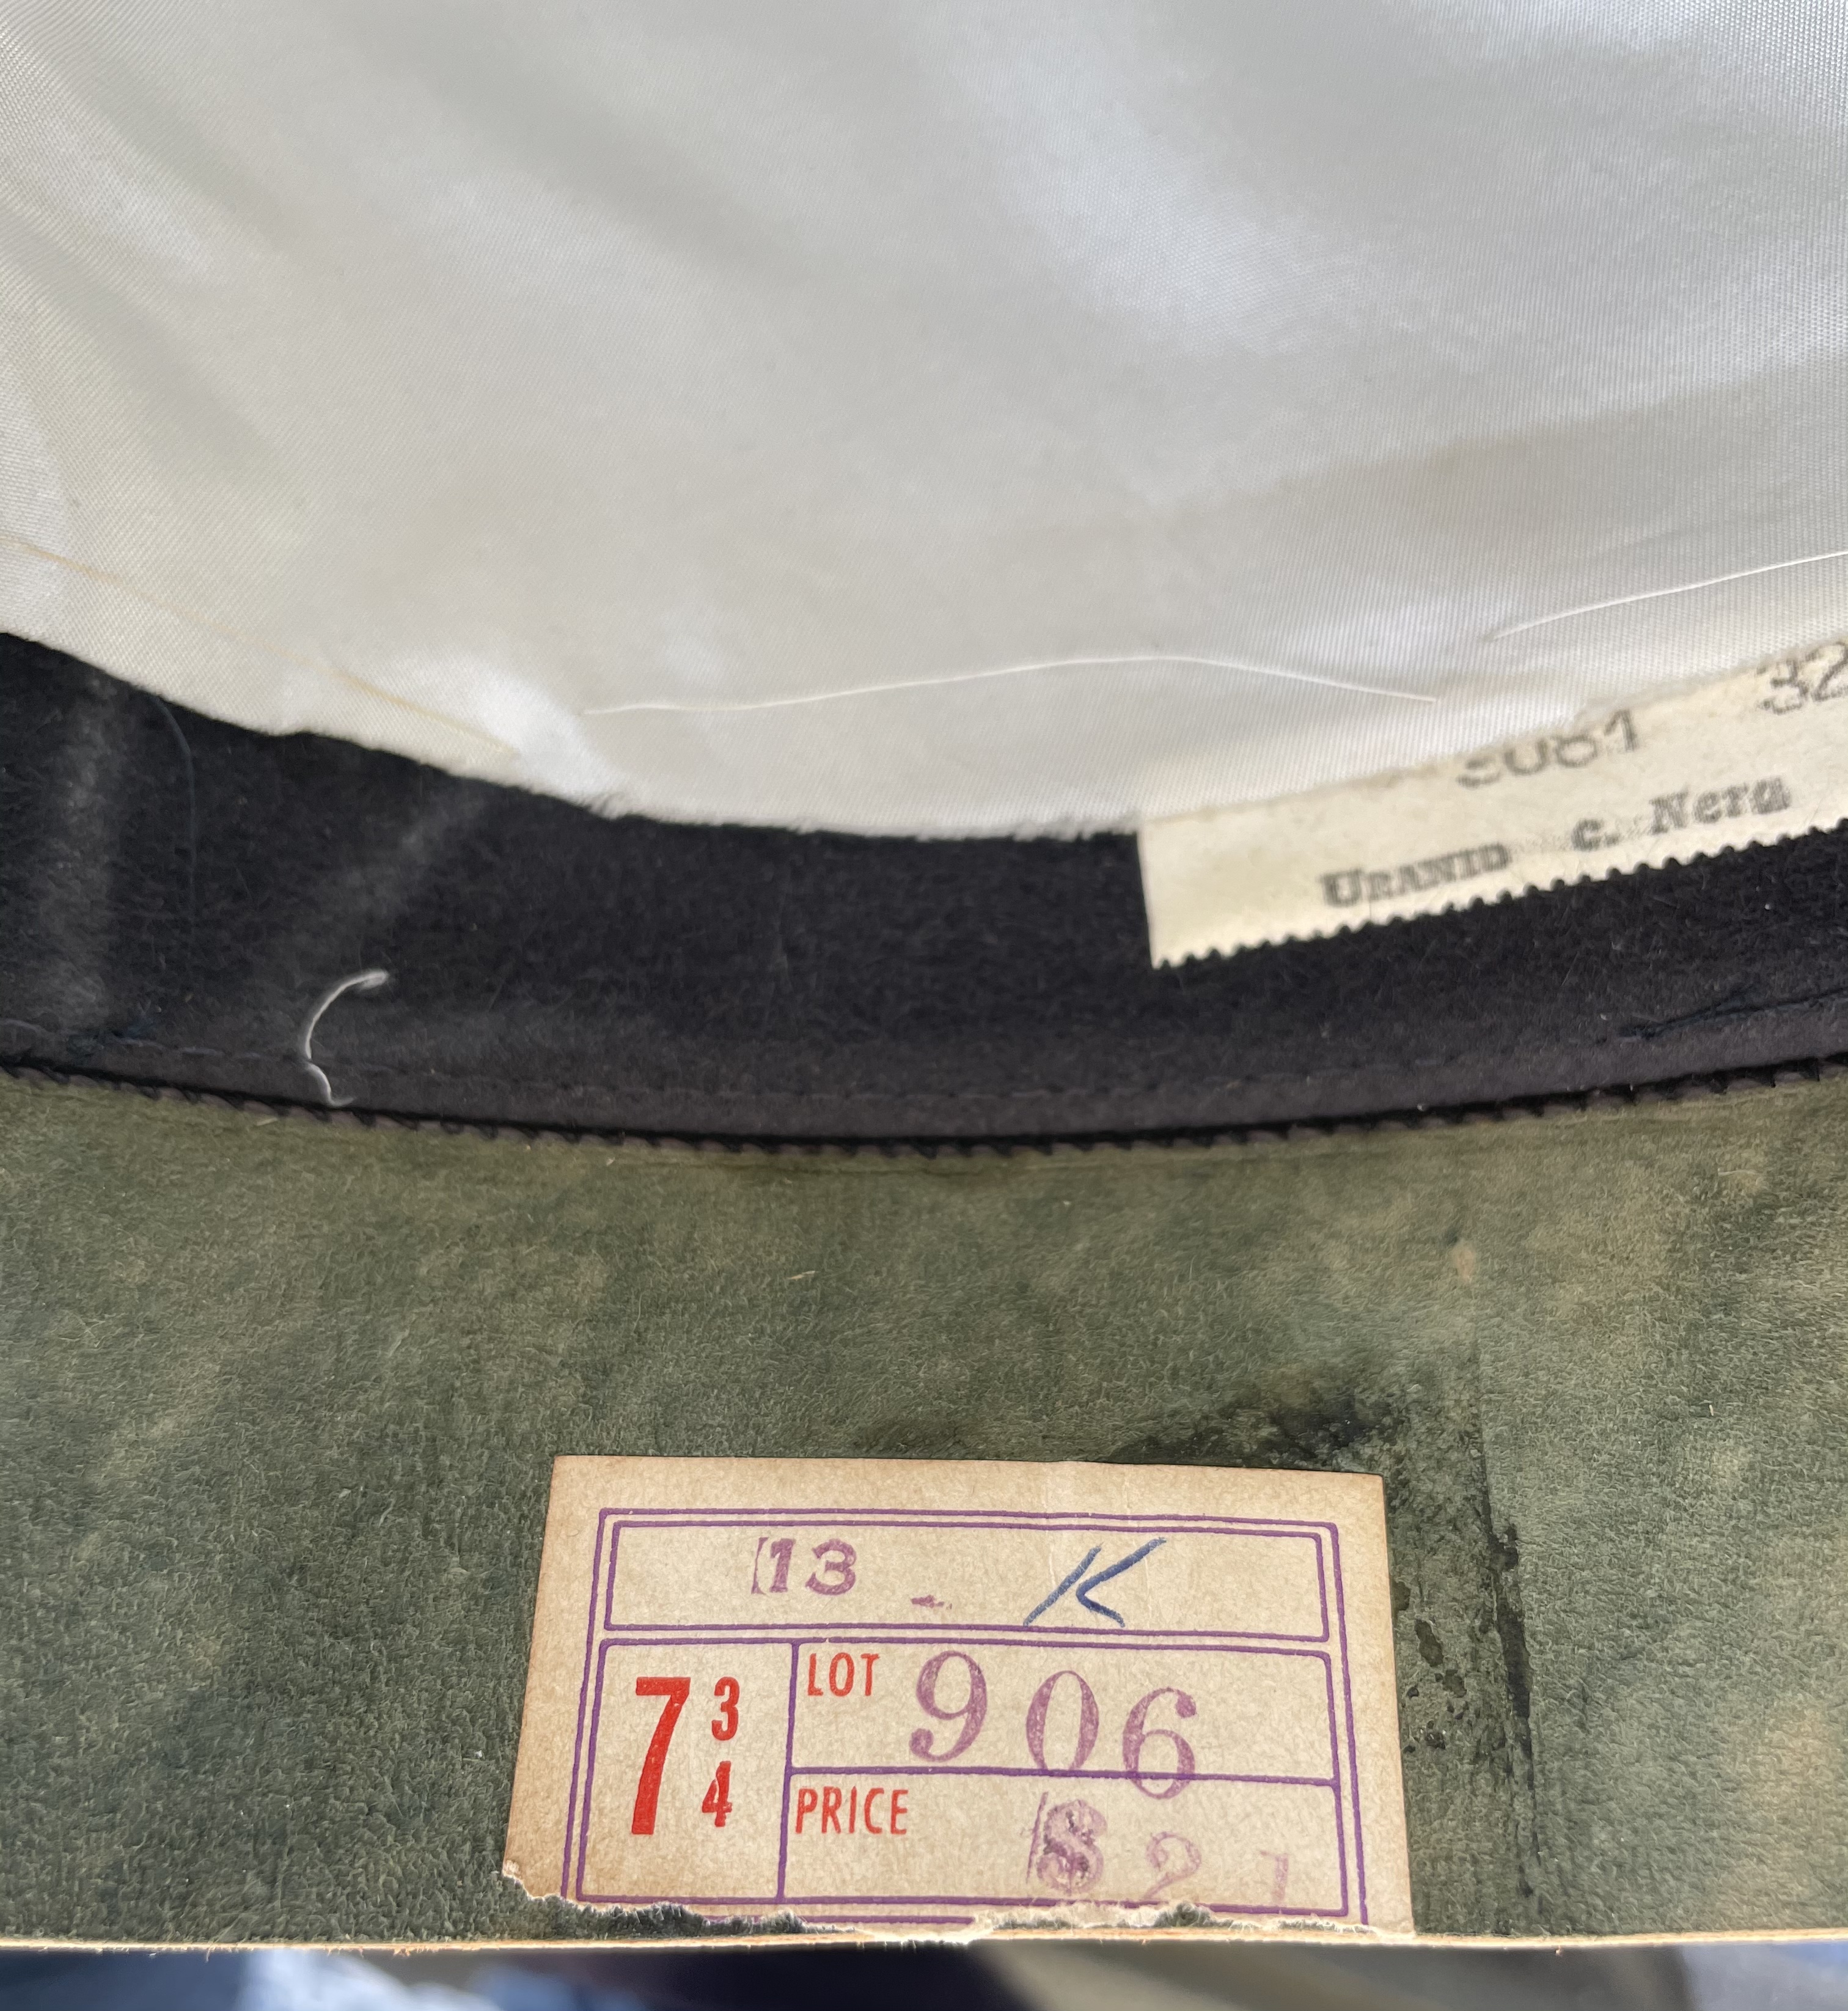 32
5081
URANIO c. Nera
13 - K
7 3/4
LOT 906
PRICE $ 2